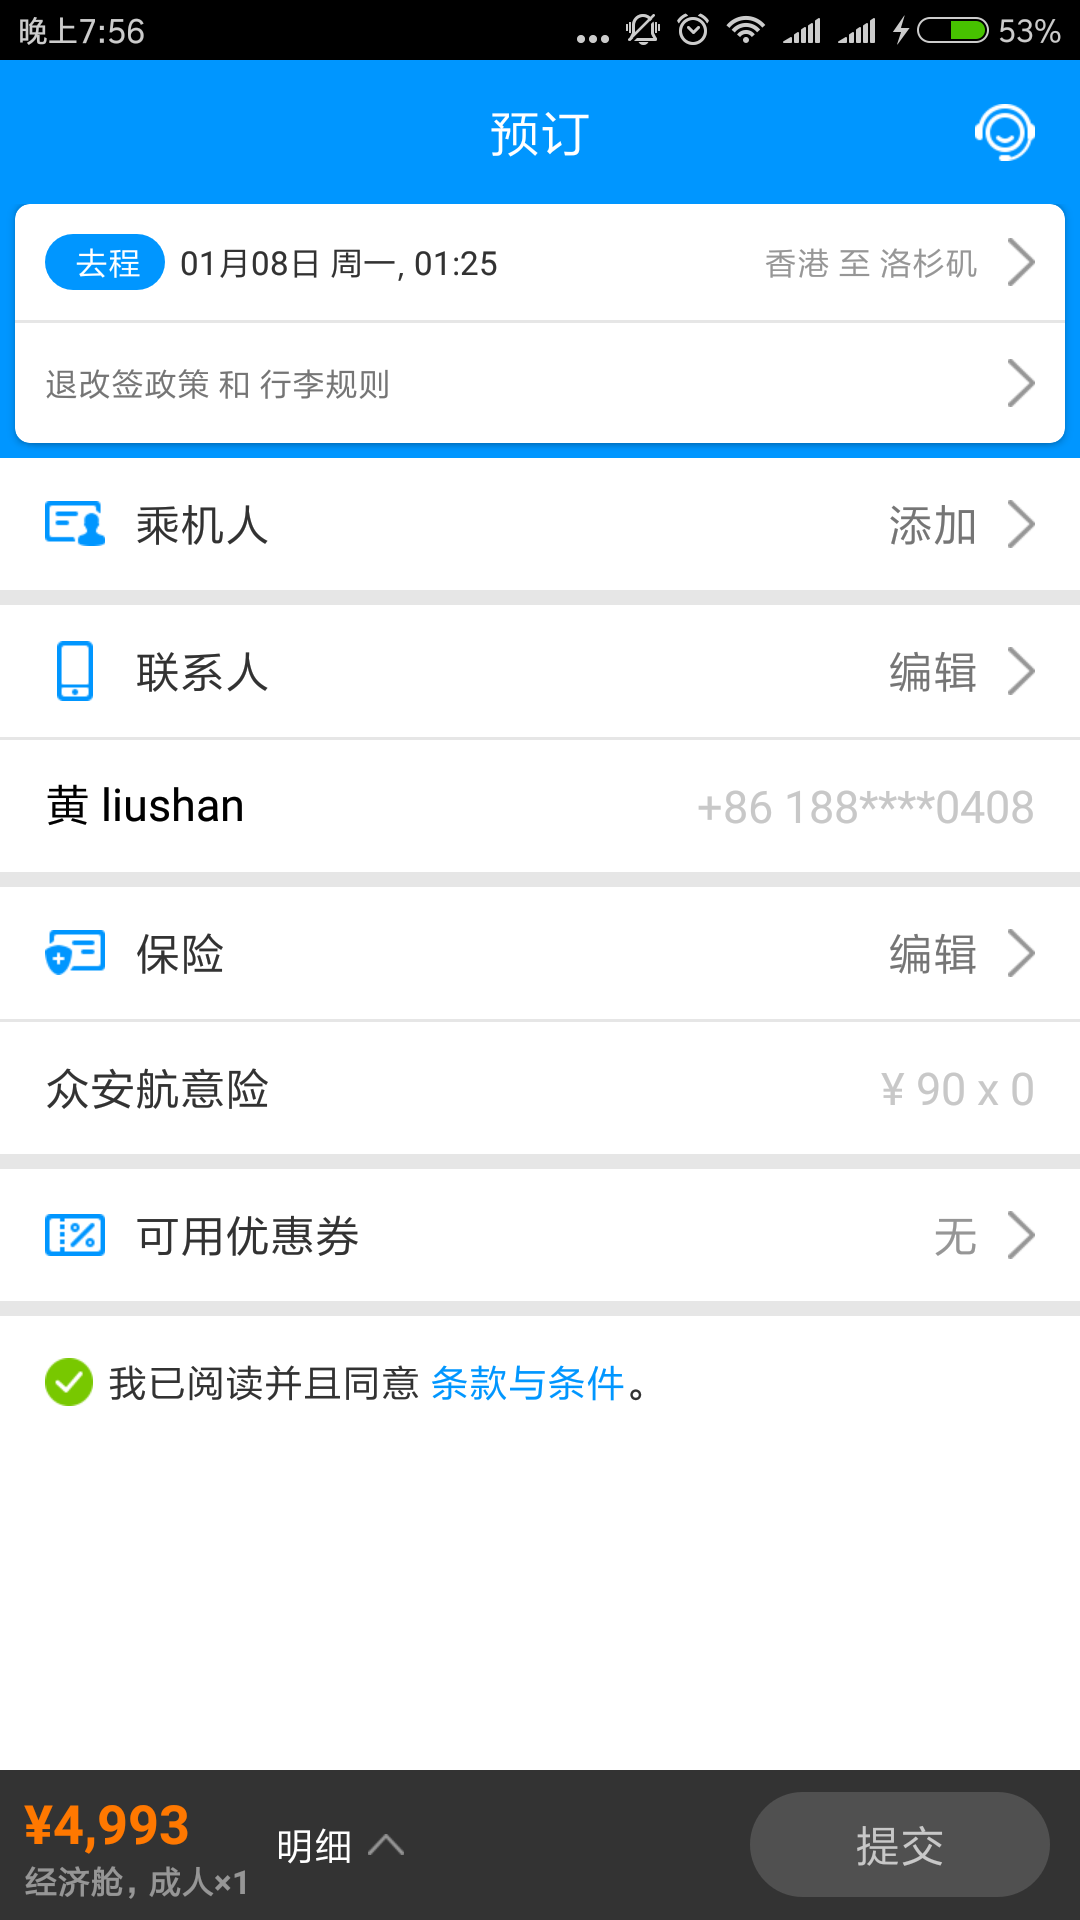 晚上7:56
53%
预订
去程 01月08日 周一, 01:25 香港 至 洛杉矶
退改签政策 和 行李规则
乘机人 添加
联系人 编辑
黄 liushan +86 188****0408
保险 编辑
众安航意险 ¥ 90 x 0
可用优惠券 无
我已阅读并且同意 条款与条件。
¥4,993
经济舱，成人×1
明细
提交